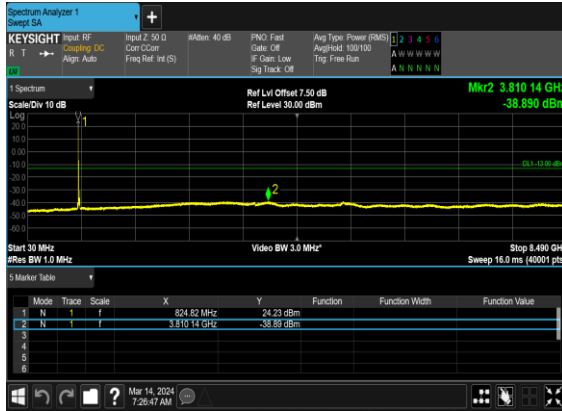 Spectrum Analyzer 1
Swept SA
+
KEYSIGHT Input: RF Input Z: 50 Ω #Atten: 40 dB PNO: Fast Avg Type: Power (RMS) 1 2 3 4 5 6
R T Coupling: DC Corr CCorr Gate: Off Avg|Hold: 100/100 A W W W W W
Align: Auto Freq Ref: Int (S) IF Gain: Low Trig: Free Run
Sig Track: Off A N N N N N
LU
1 Spectrum Ref Lvl Offset 7.50 dB Mkr2 3.810 14 GHz
Scale/Div 10 dB Ref Level 30.00 dBm -38.890 dBm
Log
1
20.0
10.0
0.00
-10.0 DL1 -13.00 dBm
-20.0
-30.0 2
-40.0
-50.0
-60.0
Start 30 MHz Video BW 3.0 MHz* Stop 8.490 GHz
#Res BW 1.0 MHz Sweep 16.0 ms (40001 pts)
5 Marker Table
Mode Trace Scale X Y Function Function Width Function Value
1 N 1 f 824.82 MHz 24.23 dBm
2 N 1 f 3.810 14 GHz -38.89 dBm
3
4
5
6
? Mar 14, 2024
7:26:47 AM